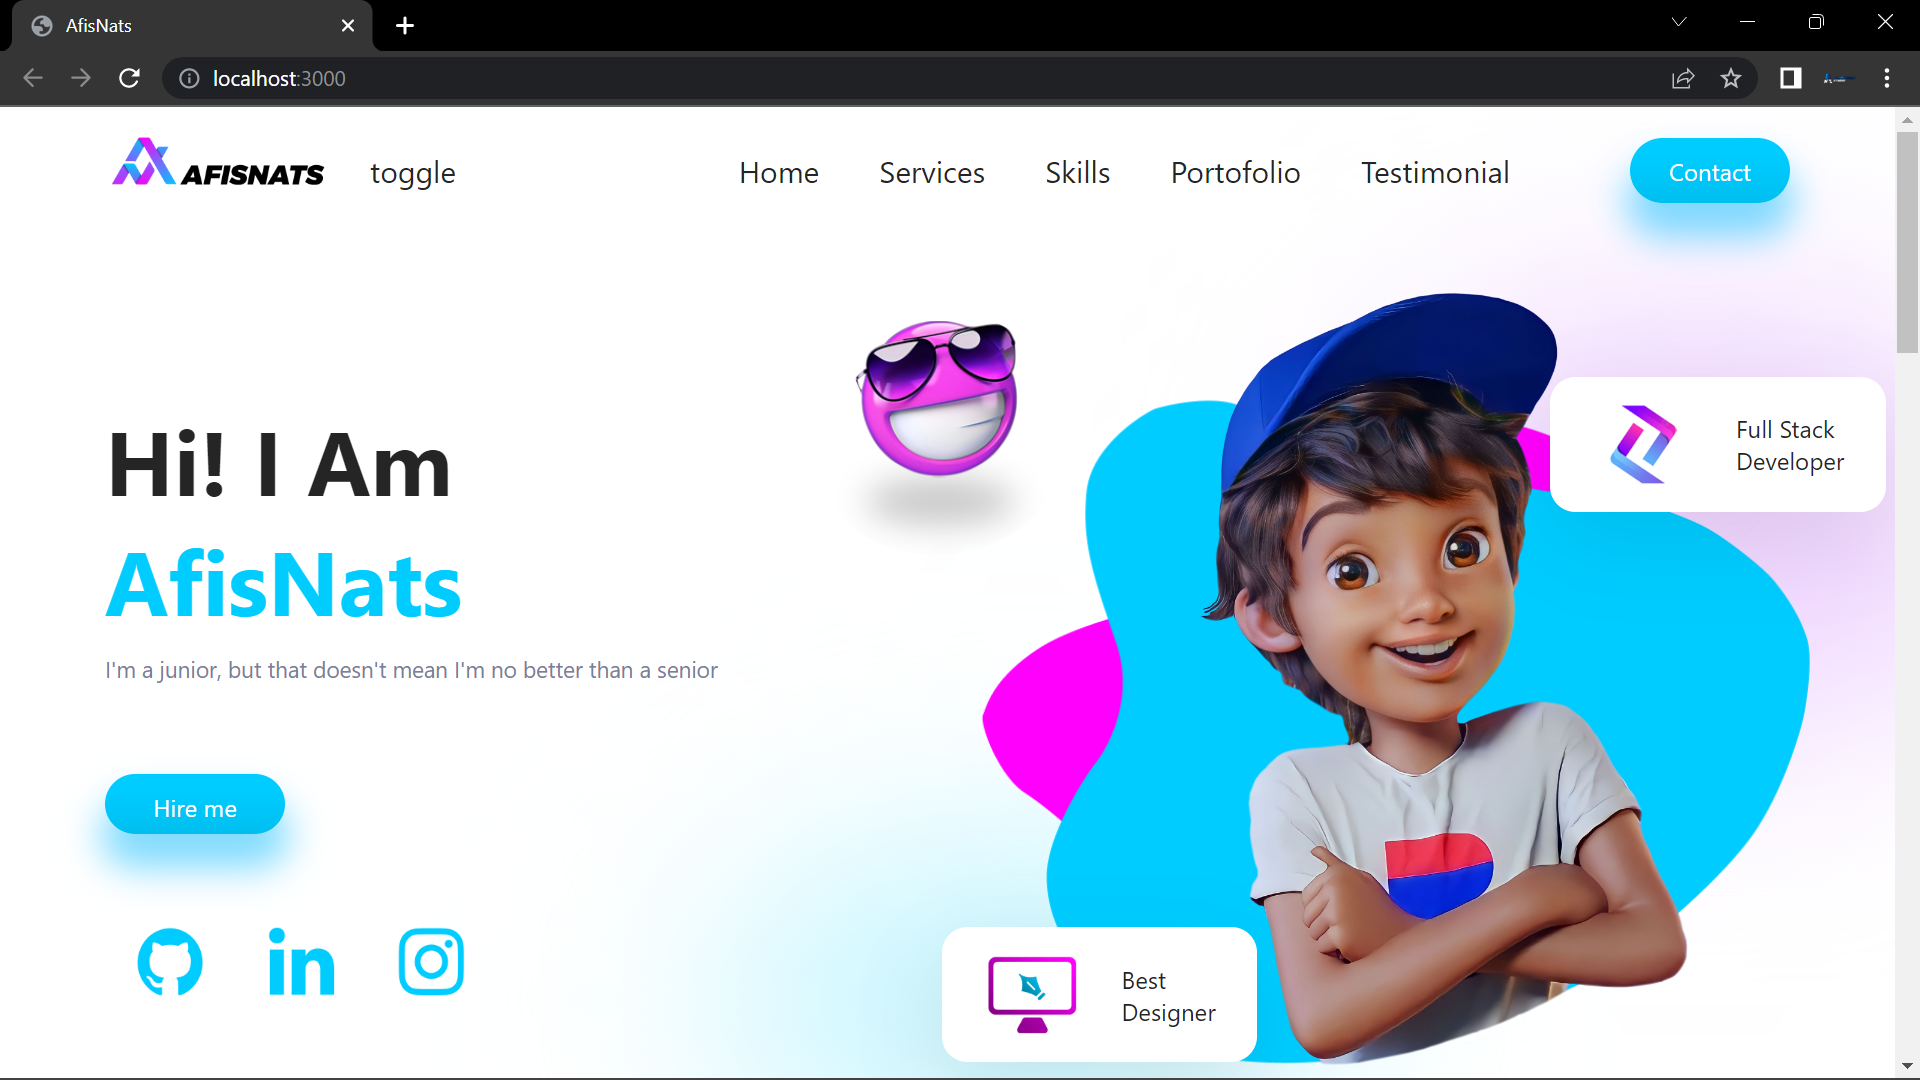 AfisNats
localhost:3000
AFISNATS toggle Home Services Skills Portofolio Testimonial Contact
Full Stack
Developer
Hi! I Am
AfisNats
I'm a junior, but that doesn't mean I'm no better than a senior
Hire me
in
Best
Designer